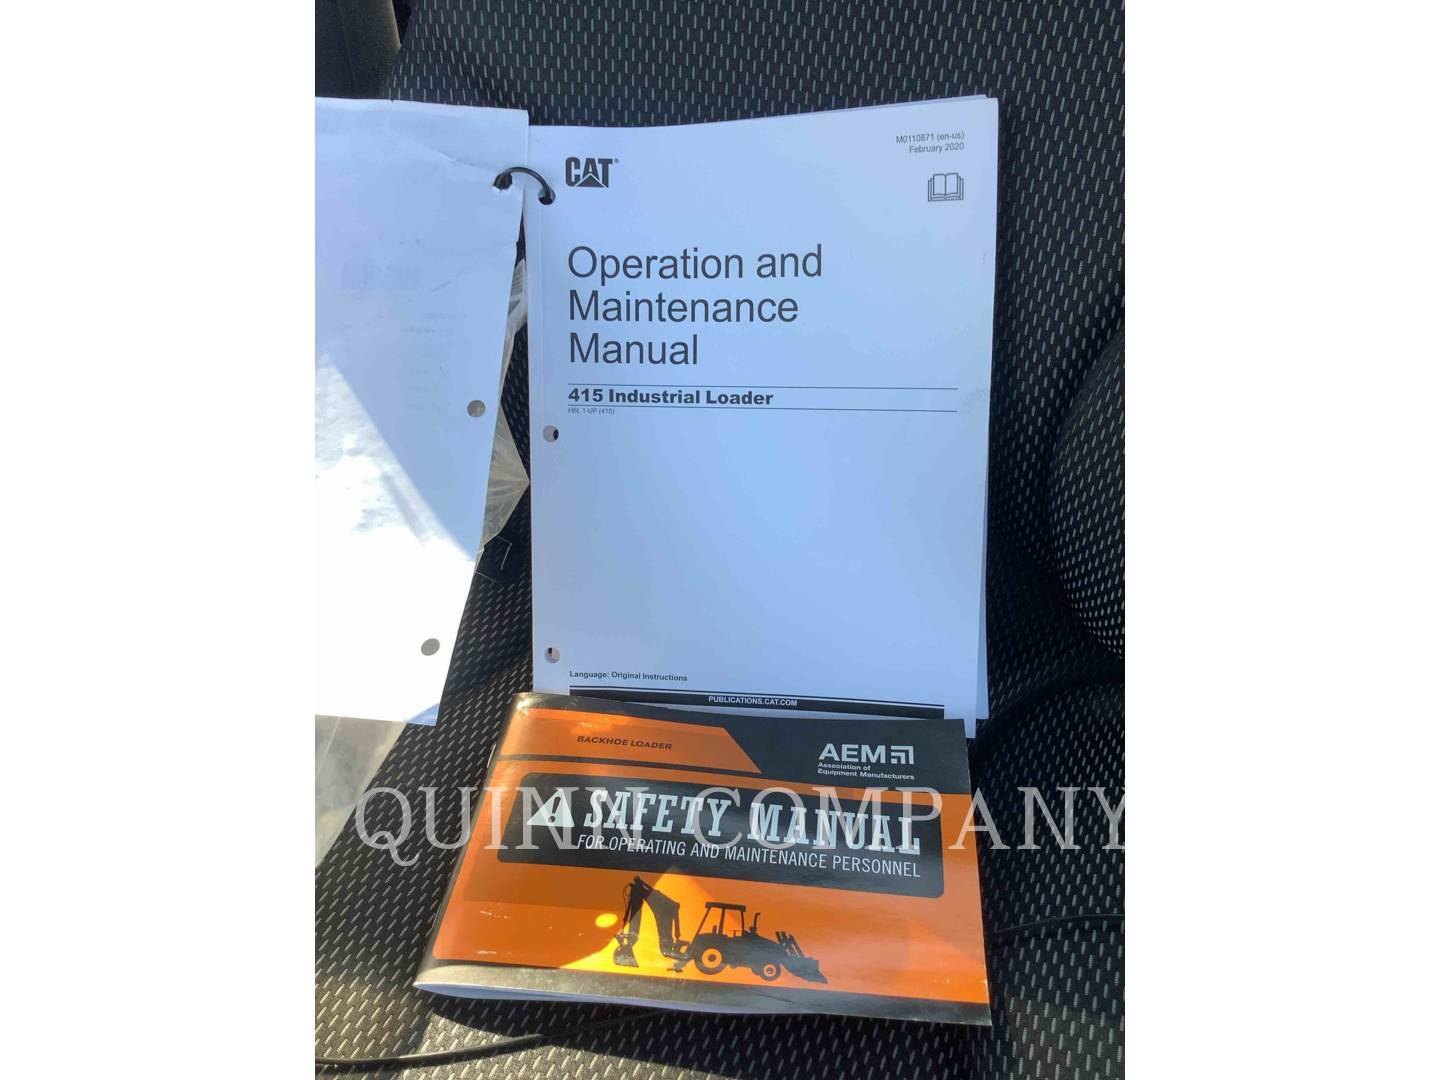 M0110871 (en-us)
February 2020
CAT®
Operation and
Maintenance
Manual
415 Industrial Loader
H6L 1-UP (415)
Language: Original Instructions
PUBLICATIONS.CAT.COM
BACKHOE LOADER
AEM
Association of
Equipment Manufacturers
SAFETY MANUAL
FOR OPERATING AND MAINTENANCE PERSONNEL
QUINN COMPANY